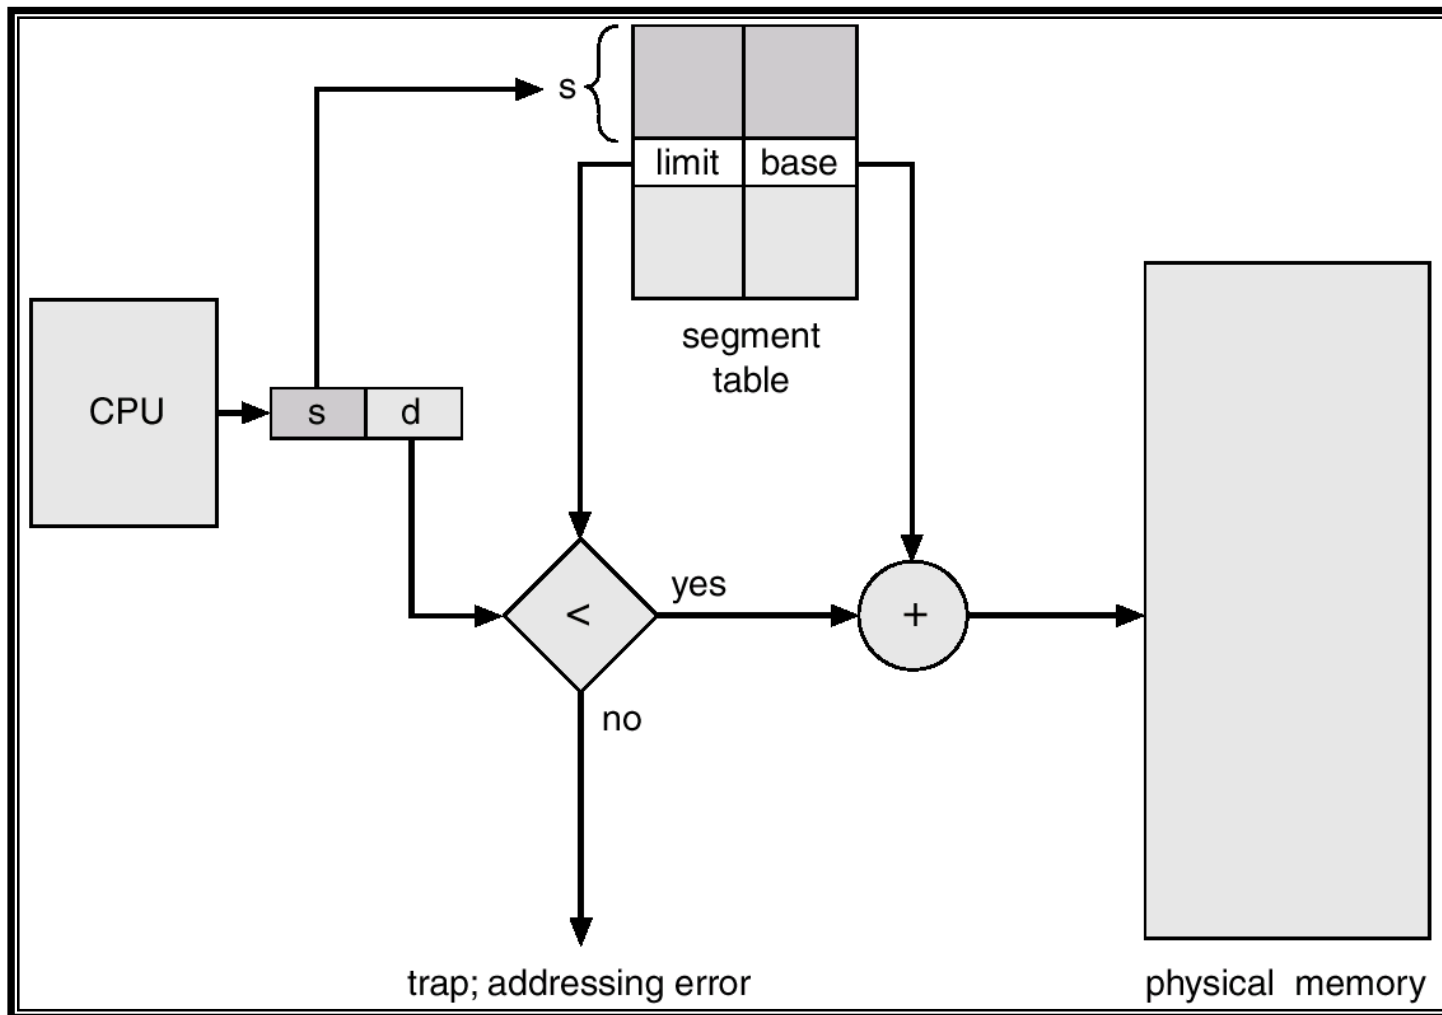 s
limit base
segment
table
CPU
s d
yes
< +
no
trap; addressing error
physical memory